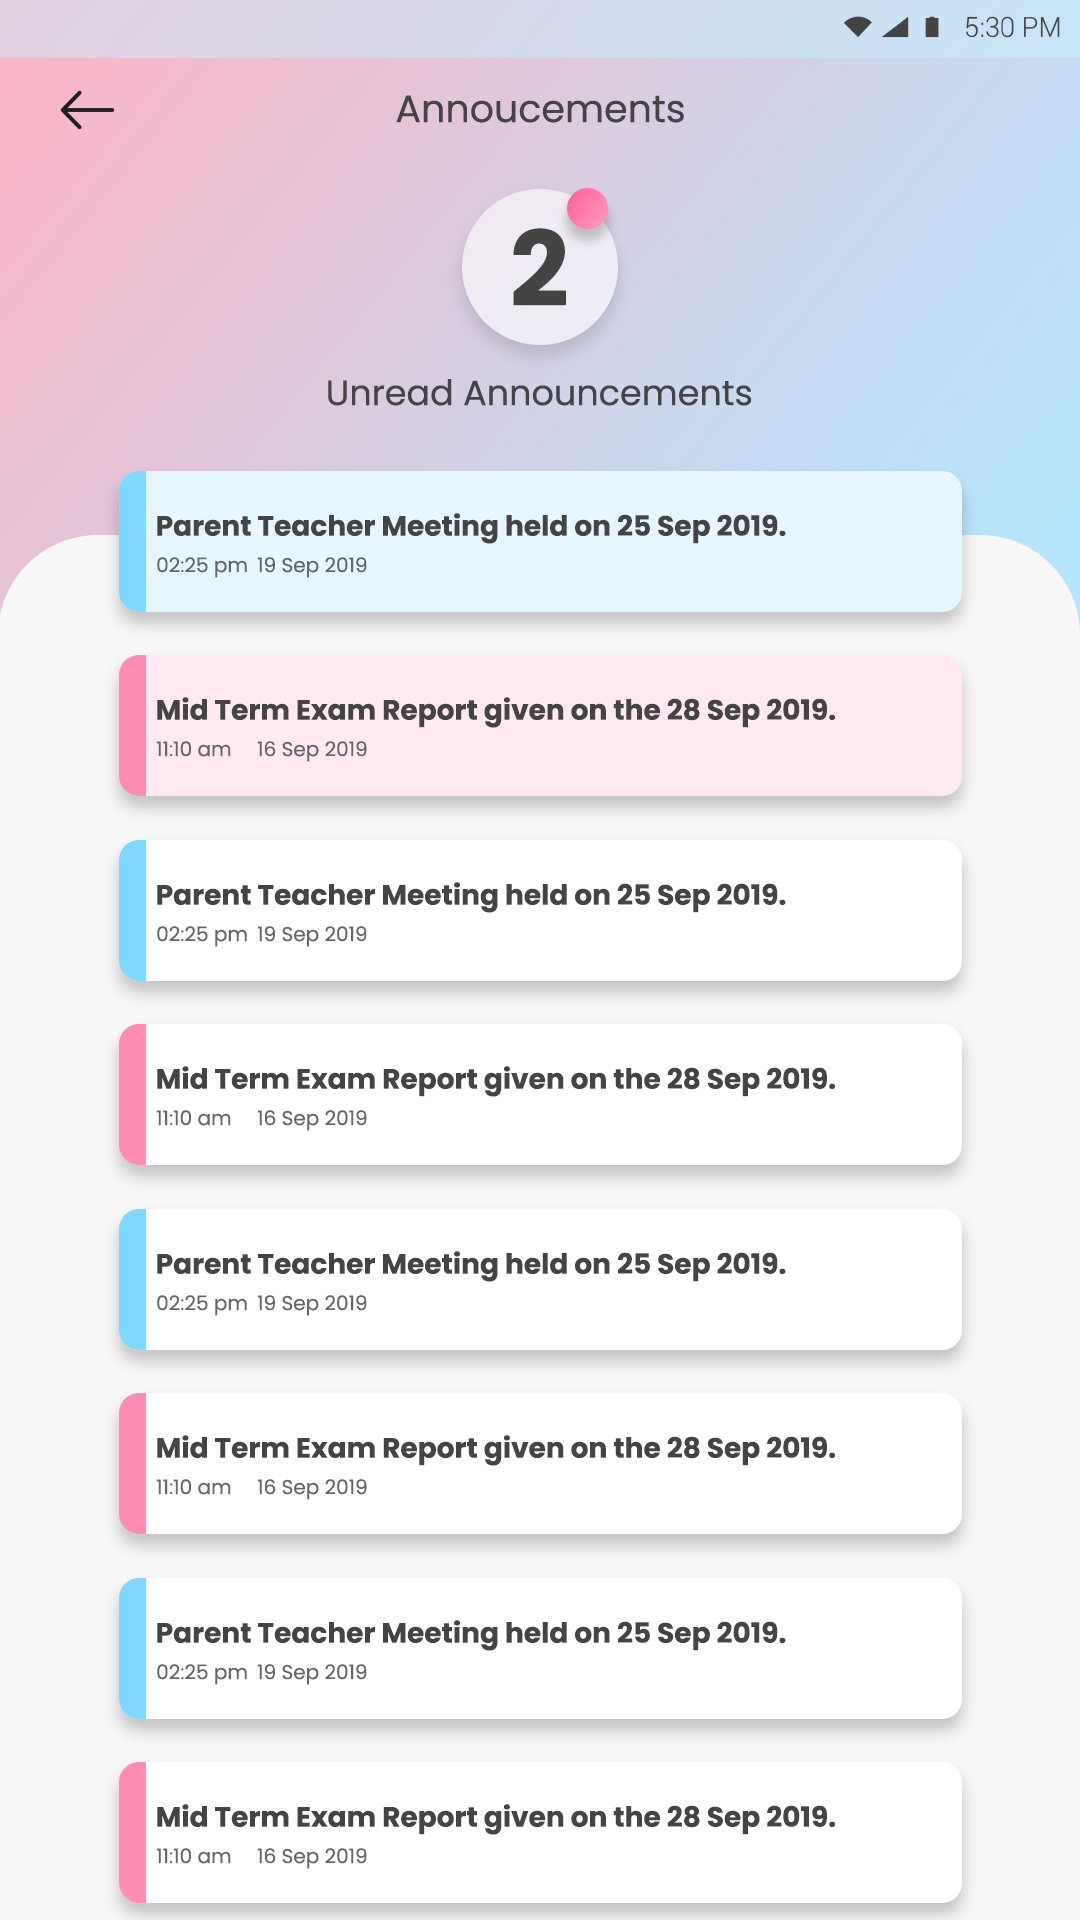 5:30 PM
Annoucements
2
Unread Announcements
Parent Teacher Meeting held on 25 Sep 2019.
02:25 pm 19 Sep 2019
Mid Term Exam Report given on the 28 Sep 2019.
11:10 am 16 Sep 2019
Parent Teacher Meeting held on 25 Sep 2019.
02:25 pm 19 Sep 2019
Mid Term Exam Report given on the 28 Sep 2019.
11:10 am 16 Sep 2019
Parent Teacher Meeting held on 25 Sep 2019.
02:25 pm 19 Sep 2019
Mid Term Exam Report given on the 28 Sep 2019.
11:10 am 16 Sep 2019
Parent Teacher Meeting held on 25 Sep 2019.
02:25 pm 19 Sep 2019
Mid Term Exam Report given on the 28 Sep 2019.
11:10 am 16 Sep 2019